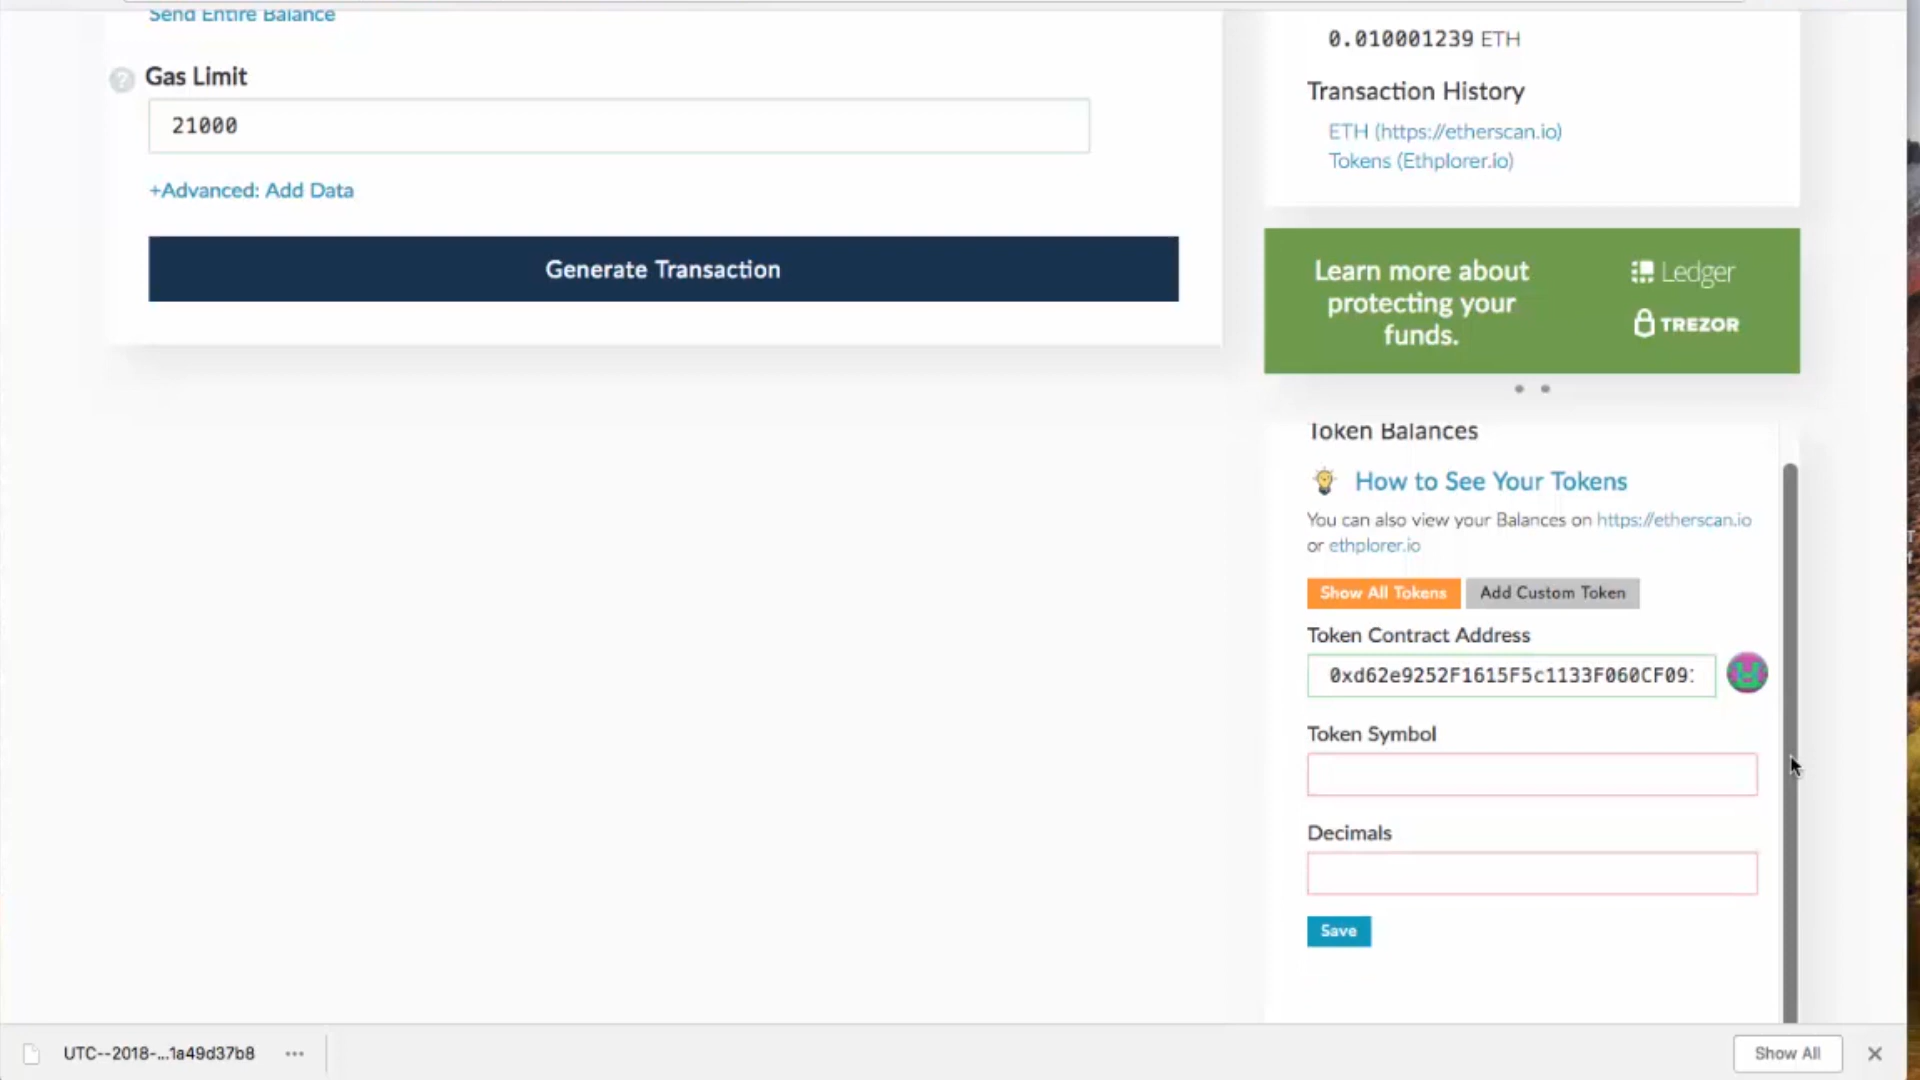 Send Entire Balance
Gas Limit
21000
+Advanced: Add Data
Generate Transaction
0.010001239 ETH
Transaction History
ETH (https://etherscan.io)
Tokens (Ethplorer.io)
Learn more about
protecting your
funds.
Ledger
TREZOR
Token Balances
How to See Your Tokens
You can also view your Balances on https://etherscan.io
or ethplorer.io
Show All Tokens
Add Custom Token
Token Contract Address
0xd62e9252F1615F5c1133F060CF09
Token Symbol
Decimals
Save
UTC--2018-...1a49d37b8
Show All